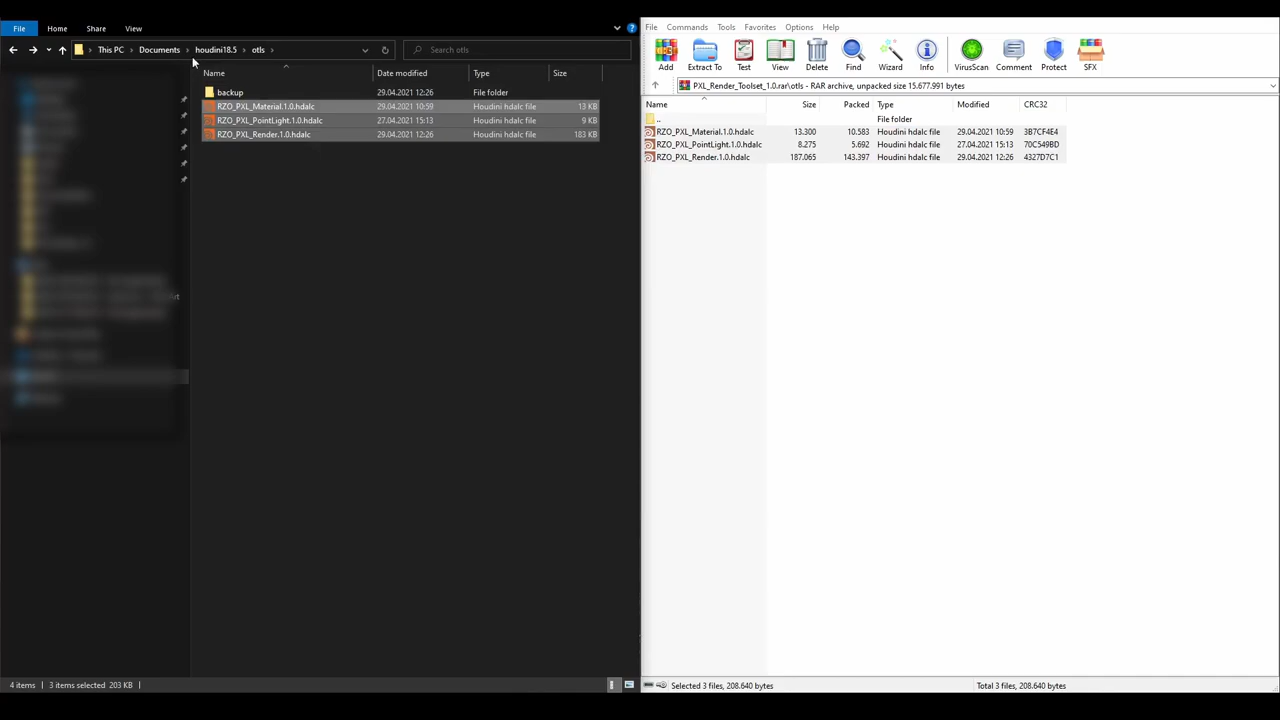 File Home Share View
This PC > Documents > houdini18.5 > otls >
Search otls
Name Date modified Type Size
backup 29.04.2021 12:26 File folder
RZO_PXL_Material.1.0.hdalc 29.04.2021 10:59 Houdini hdalc file 13 KB
RZO_PXL_PointLight.1.0.hdalc 27.04.2021 15:13 Houdini hdalc file 9 KB
RZO_PXL_Render.1.0.hdalc 29.04.2021 12:26 Houdini hdalc file 183 KB
4 items 3 items selected 203 KB
File Commands Tools Favorites Options Help
Add Extract To Test View Delete Find Wizard Info VirusScan Comment Protect SFX
PXL_Render_Toolset_1.0.rar\otls - RAR archive, unpacked size 15.677.991 bytes
Name Size Packed Type Modified CRC32
.. File folder
RZO_PXL_Material.1.0.hdalc 13.300 10.583 Houdini hdalc file 29.04.2021 10:59 3B7CF4E4
RZO_PXL_PointLight.1.0.hdalc 8.275 5.692 Houdini hdalc file 27.04.2021 15:13 70C549BD
RZO_PXL_Render.1.0.hdalc 187.065 143.397 Houdini hdalc file 29.04.2021 12:26 4327D7C1
Selected 3 files, 208.640 bytes Total 3 files, 208.640 bytes